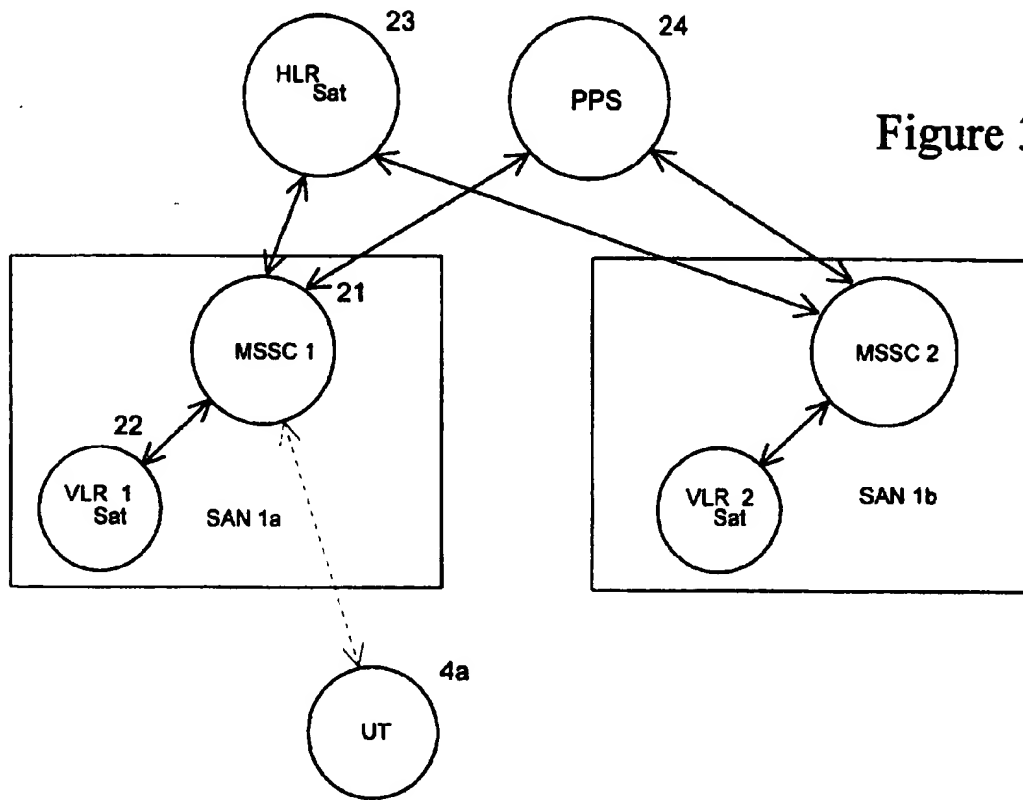 23
24
HLR
Sat
PPS
Figure
21
MSSC 1
MSSC 2
22
VLR 1
Sat
SAN 1a
VLR 2
Sat
SAN 1b
4a
UT